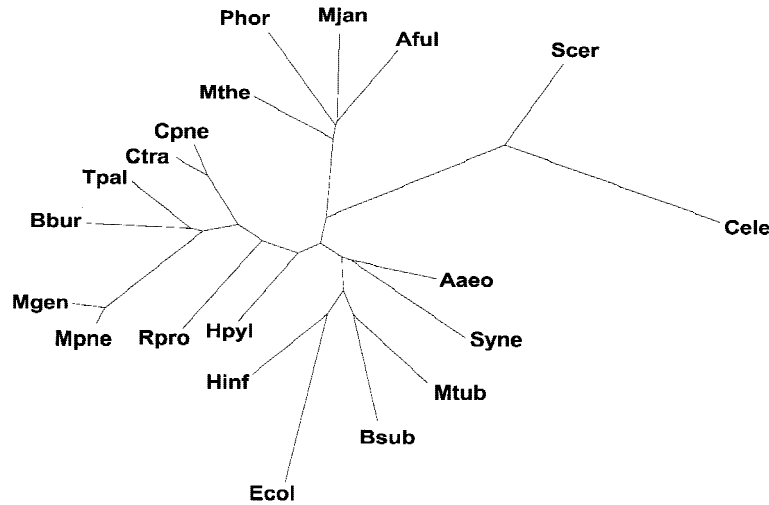 Phor
Mjan
Aful
Scer
Mthe
Cpne
Ctra
Tpal
Bbur
Cele
Aaeo
Mgen
Mpne
Rpro
Hpyl
Syne
Hinf
Mtub
Bsub
Ecol